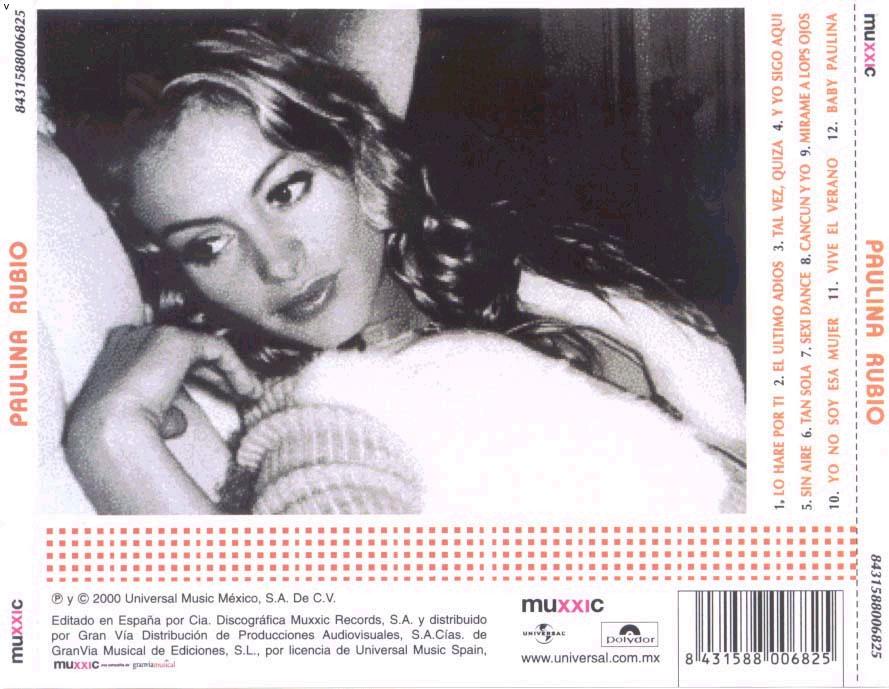 v
8431588006825
PAULINA RUBIO
muxxic
1. LO HARE POR TI 2. EL ULTIMO ADIOS 3. TAL VEZ, QUIZA 4. Y YO SIGO AQUI
5. SIN AIRE 6. TAN SOLA 7. SEXI DANCE 8. CANCUN Y YO 9. MIRAME A LOPS OJOS
10. YO NO SOY ESA MUJER 11. VIVE EL VERANO 12. BABY PAULINA
muxxic
PAULINA RUBIO
8431588006825
℗ y © 2000 Universal Music México, S.A. De C.V.
Editado en España por Cia. Discográfica Muxxic Records, S.A. y distribuido
por Gran Vía Distribución de Producciones Audiovisuales, S.A.Cías. de
GranVia Musical de Ediciones, S.L., por licencia de Universal Music Spain,
muxxic granvíamusical
muxxic
UNIVERSAL
polydor
www.universal.com.mx
8 431588 006825